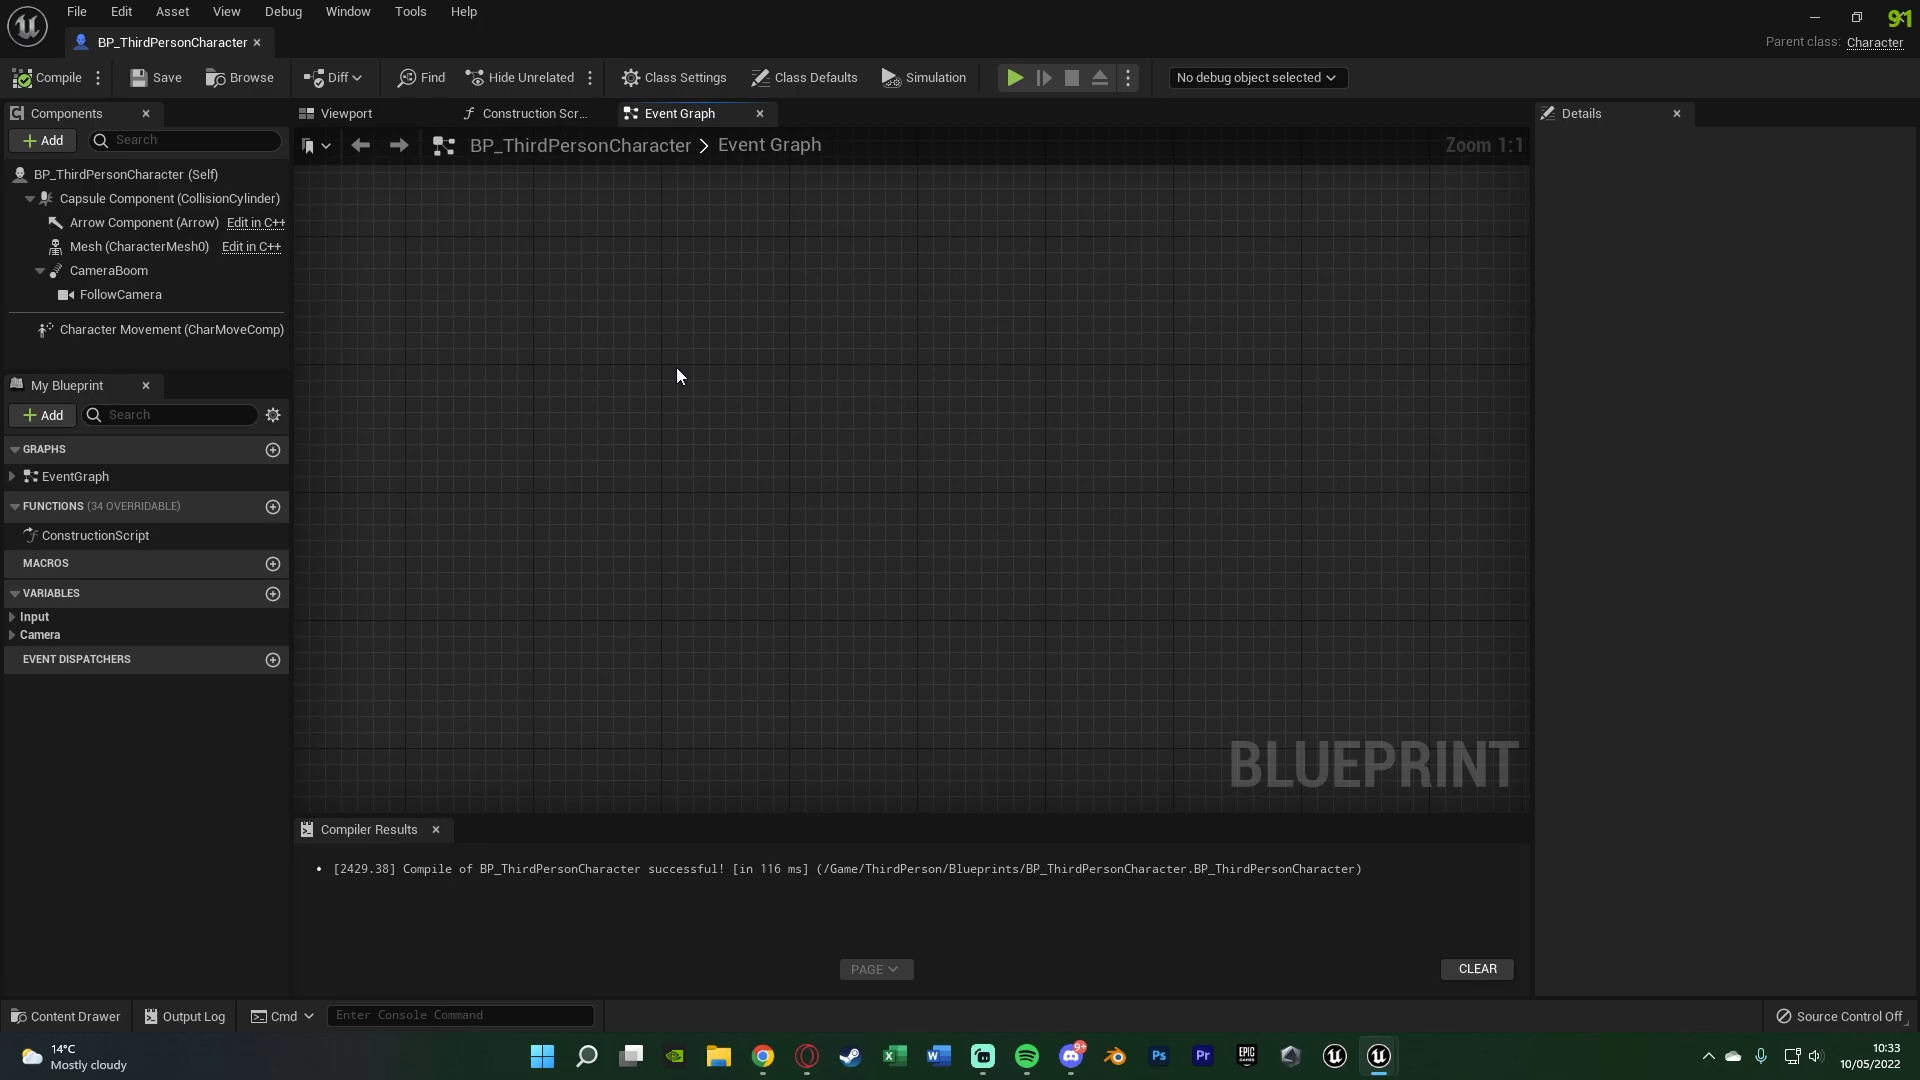 File Edit Asset View Debug Window Tools Help
91
BP_ThirdPersonCharacter
Parent class: Character
Compile Save Browse Diff Find Hide Unrelated Class Settings Class Defaults Simulation No debug object selected
Components Viewport Construction Scr... Event Graph Details
Add Search BP_ThirdPersonCharacter > Event Graph Zoom 1:1
BP_ThirdPersonCharacter (Self)
Capsule Component (CollisionCylinder)
Arrow Component (Arrow) Edit in C++
Mesh (CharacterMesh0) Edit in C++
CameraBoom
FollowCamera
Character Movement (CharMoveComp)
My Blueprint
Add Search
GRAPHS
EventGraph
FUNCTIONS (34 OVERRIDABLE)
ConstructionScript
MACROS
VARIABLES
Input
Camera
EVENT DISPATCHERS
BLUEPRINT
Compiler Results
• [2429.38] Compile of BP_ThirdPersonCharacter successful! [in 116 ms] (/Game/ThirdPerson/Blueprints/BP_ThirdPersonCharacter.BP_ThirdPersonCharacter)
PAGE CLEAR
Content Drawer Output Log Cmd Enter Console Command Source Control Off
14°C
Mostly cloudy
9+
Ps Pr EPIC GAMES
10:33
10/05/2022